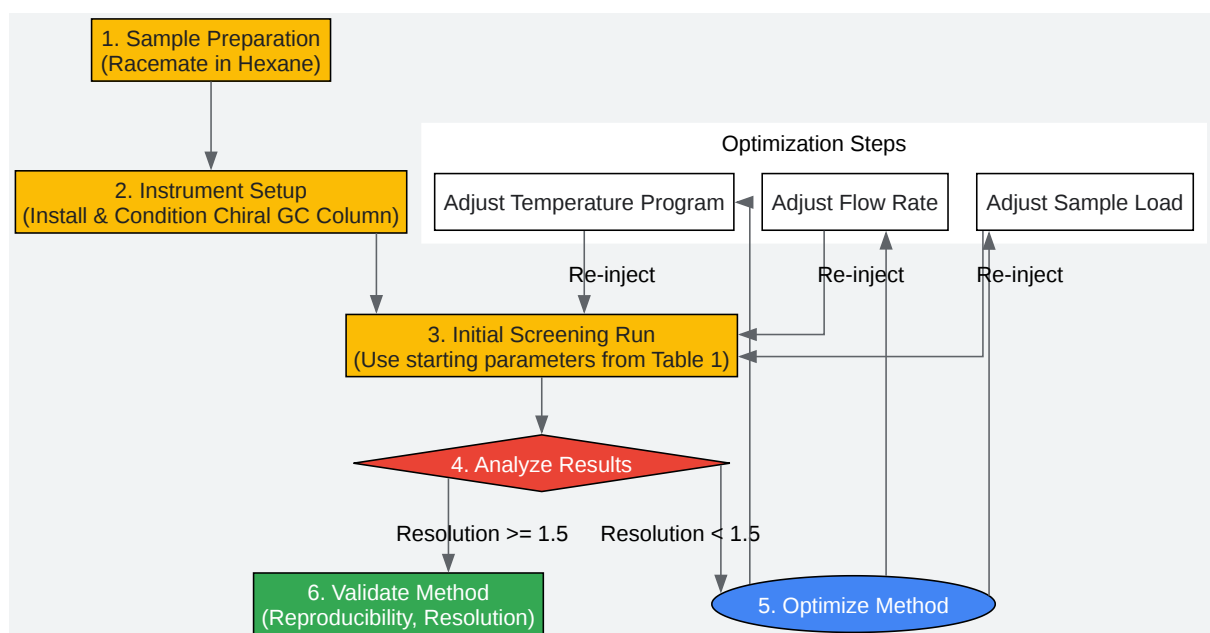 1. Sample Preparation
(Racemate in Hexane)
Optimization Steps
2. Instrument Setup
(Install & Condition Chiral GC Column)
Adjust Temperature Program
Adjust Flow Rate
Adjust Sample Load
Re-inject
Re-inject
Re-inject
3. Initial Screening Run
(Use starting parameters from Table 1)
4. Analyze Results
Resolution >= 1.5
Resolution < 1.5
6. Validate Method
(Reproducibility, Resolution)
5. Optimize Method